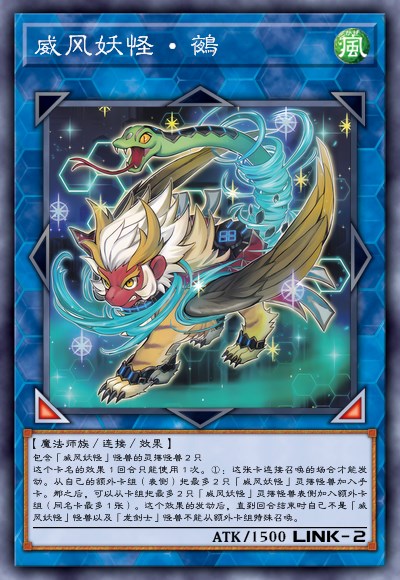 威风妖怪·鵺
風
【魔法师族/连接/效果】
包含「威风妖怪」怪兽的灵摆怪兽2只
这个卡名的效果1回合只能使用1次。①:这张卡连接召唤的场合才能发
动。从自己的额外卡组(表侧)把最多2只「威风妖怪」灵摆怪兽加入手
卡。那之后,可以从卡组把最多2只「威风妖怪」灵摆怪兽表侧加入额外卡
组(同名卡最多1张)。这个效果的发动后,直到回合结束时自己不是「威
风妖怪」怪兽以及「龙剑士」怪兽不能从额外卡组特殊召唤。
ATK/1500 LINK-2